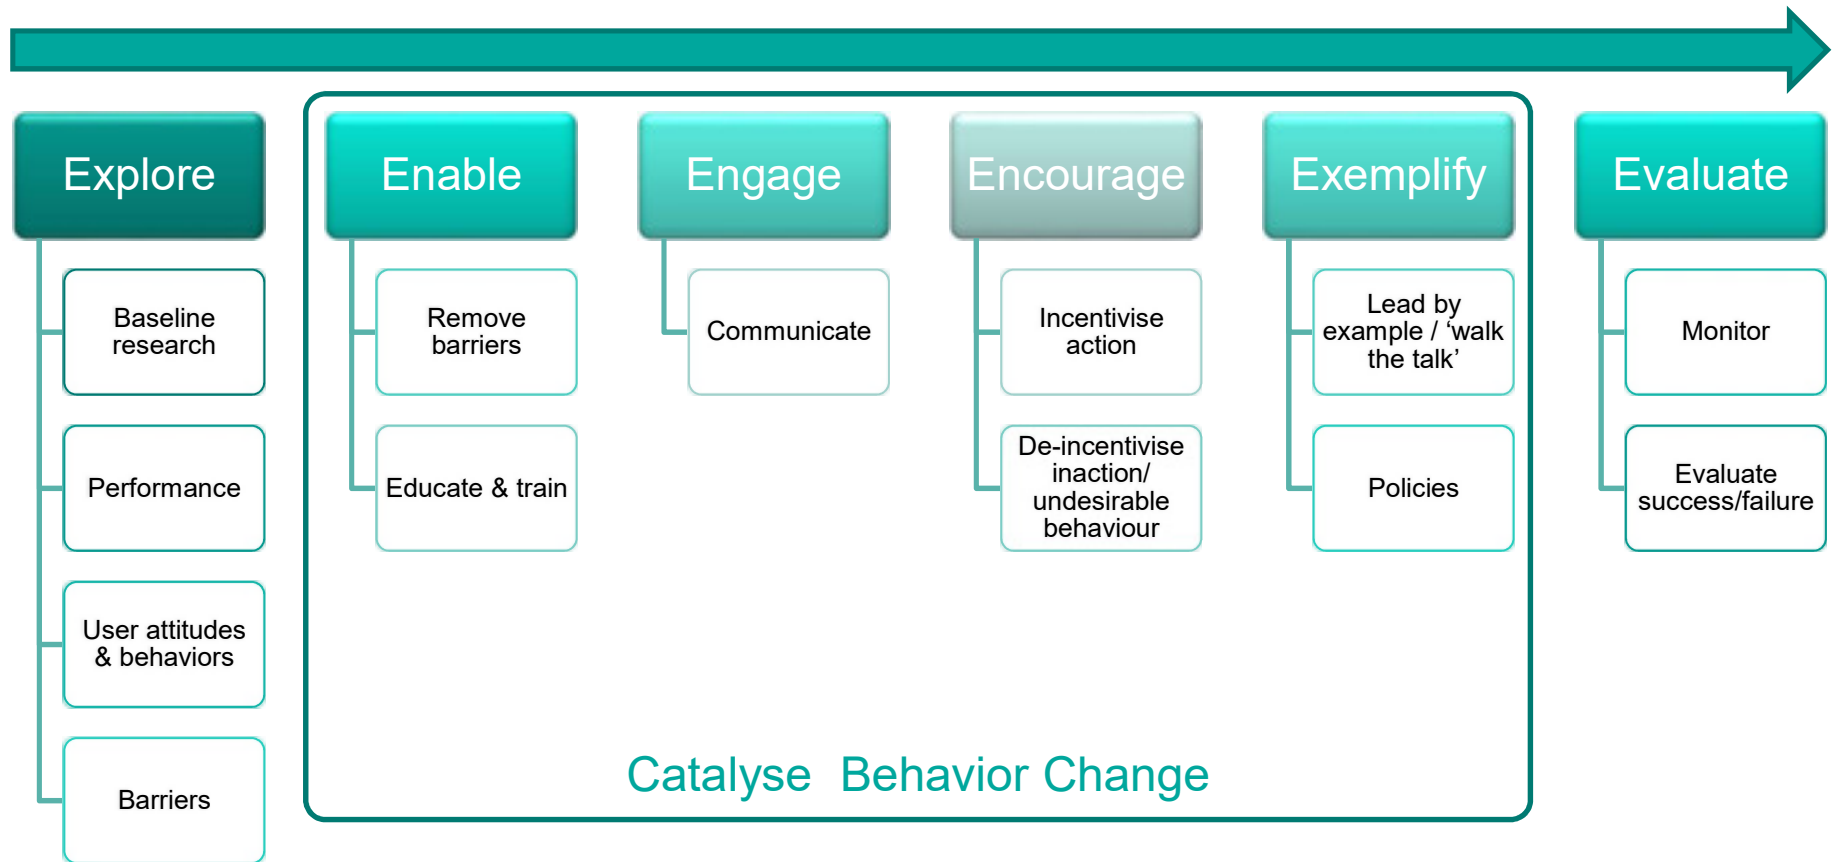 Explore
Enable
Engage
Encourage
Exemplify
Evaluate
Baseline
research
Performance
User attitudes
& behaviors
Barriers
Remove
barriers
Educate & train
Communicate
Incentivise
action
De-incentivise
inaction/
undesirable
behaviour
Lead by
example / ‘walk
the talk’
Policies
Monitor
Evaluate
success/failure
Catalyse  Behavior Change